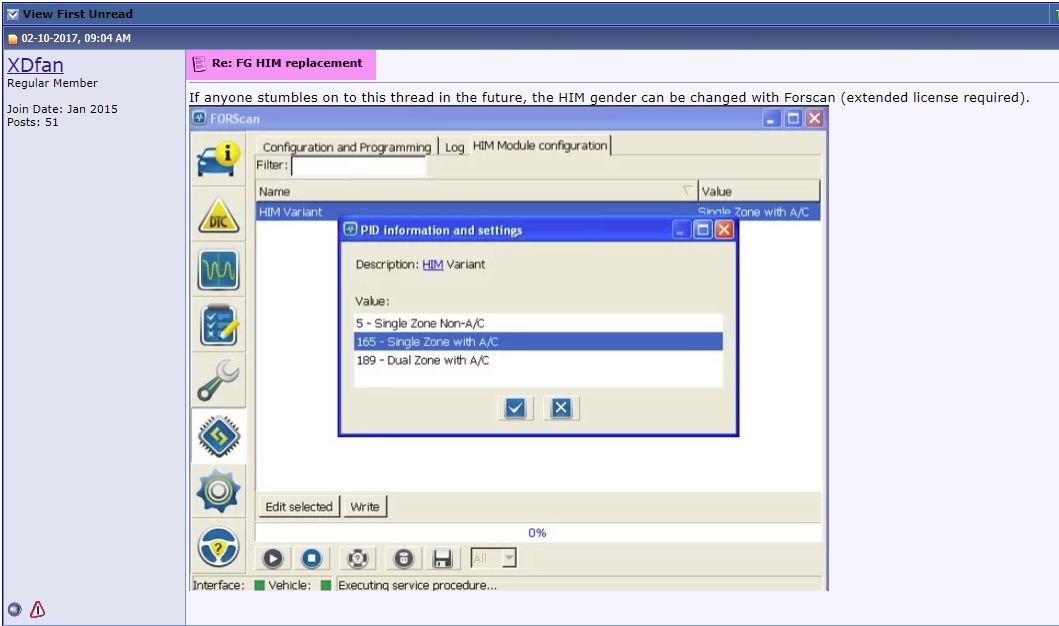 View First Unread
02-10-2017, 09:04 AM
XDfan
Regular Member
Join Date: Jan 2015
Posts: 51
Re: FG HIM replacement
If anyone stumbles on to this thread in the future, the HIM gender can be changed with Forscan (extended license required).
FORScan
Configuration and Programming Log HIM Module configuration
Filter:
Name Value
HIM Variant Single Zone with A/C
PID information and settings
Description: HIM Variant
Value:
5 - Single Zone Non-A/C
165 - Single Zone with A/C
189 - Dual Zone with A/C
i
DTC
?
Edit selected Write
0%
All
Interface: Vehicle: Executing service procedure...